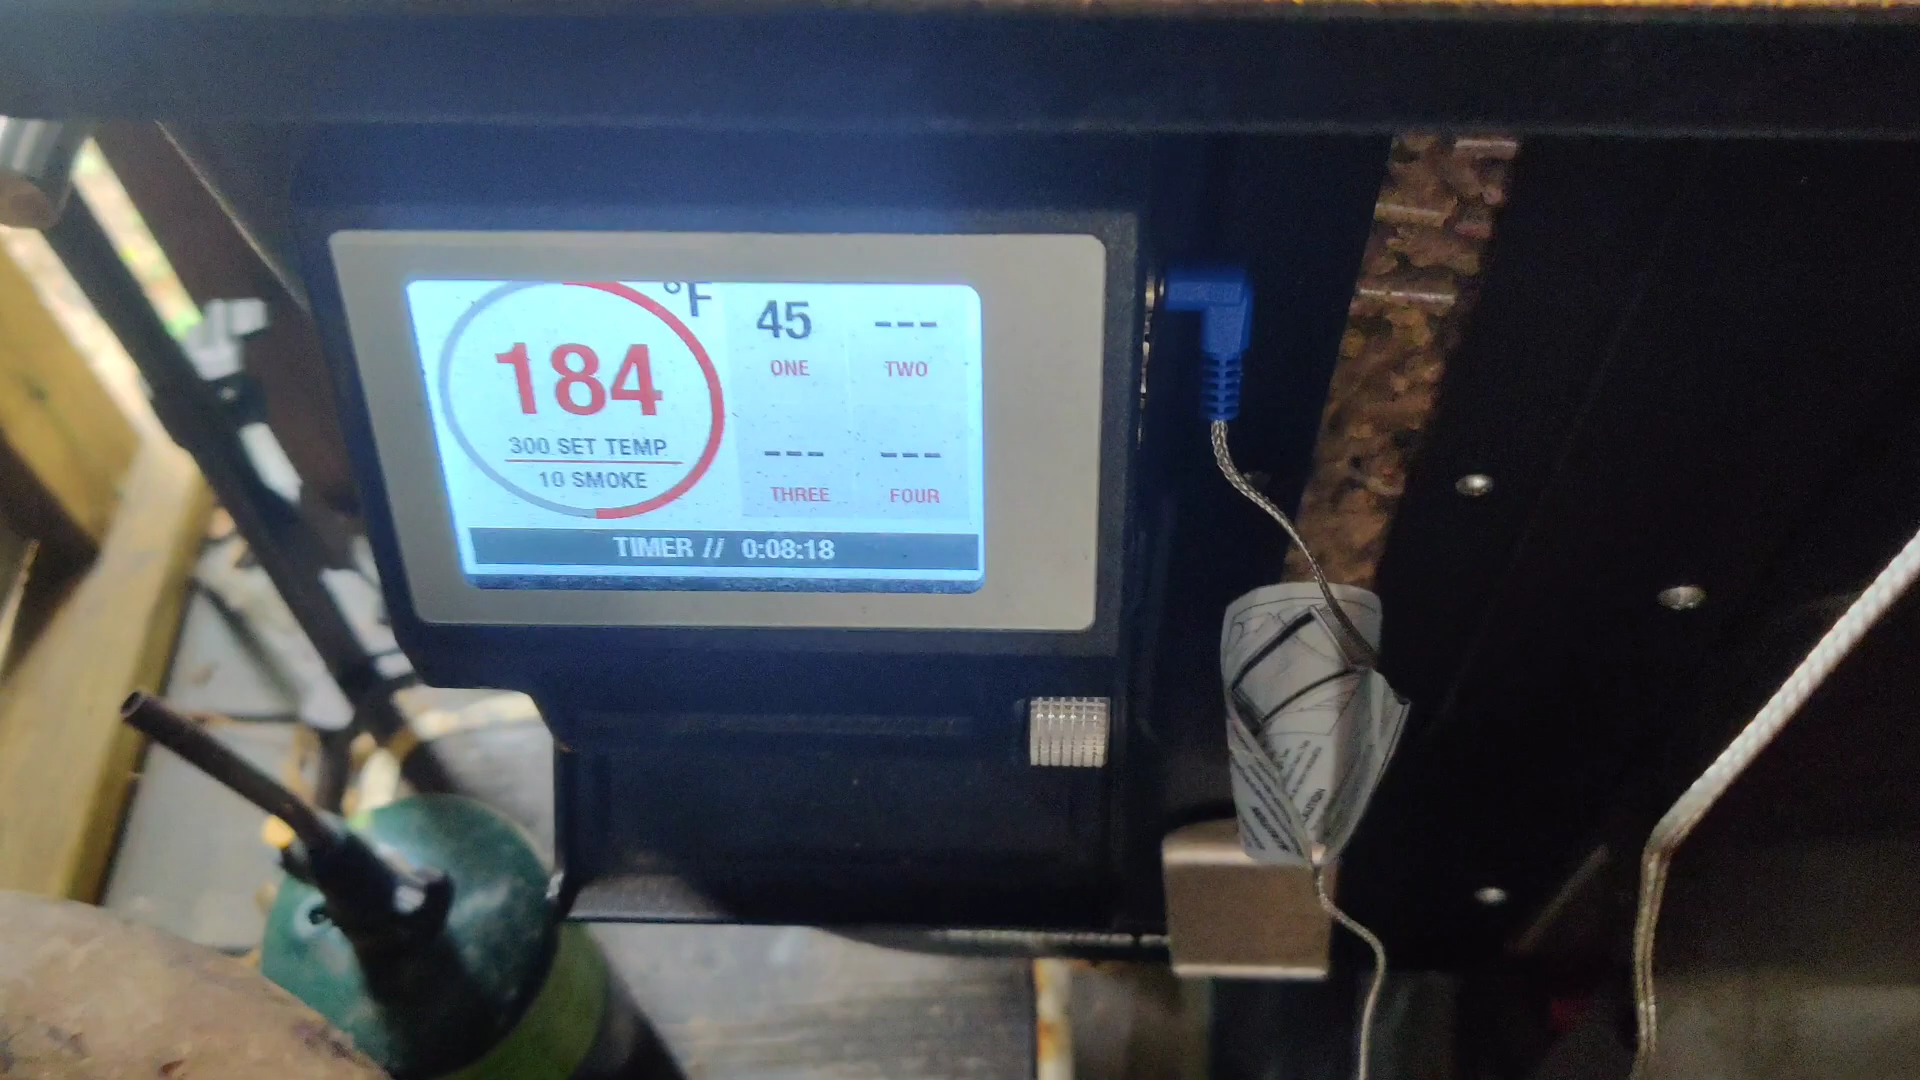 °F
184
300 SET TEMP
10 SMOKE
45
ONE
---
TWO
---
THREE
---
FOUR
TIMER // 0:08:18